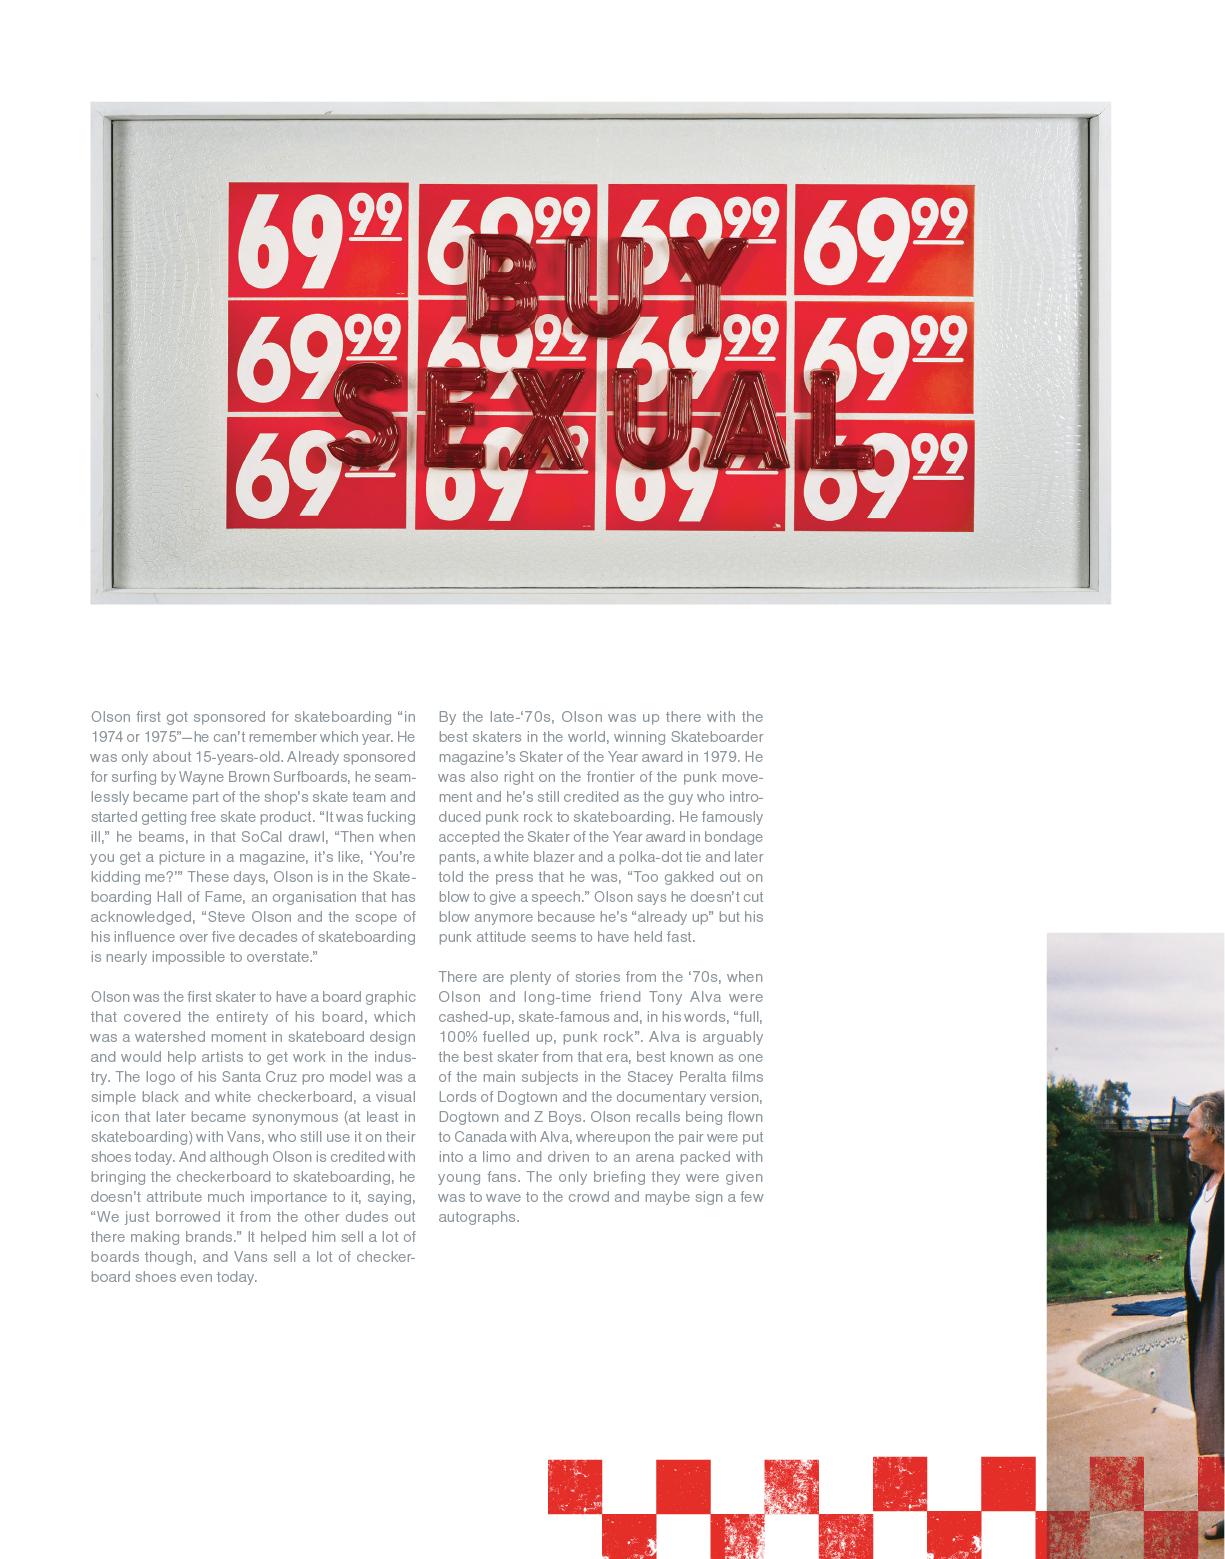 69 99 69 99 69 99 69 99
BUY
69 99 69 99 69 99 69 99
SEXUAL
69 99 69 99 69 99 69 99
Olson first got sponsored for skateboarding “in
1974 or 1975”—he can’t remember which year. He
was only about 15-years-old. Already sponsored
for surfing by Wayne Brown Surfboards, he seam-
lessly became part of the shop’s skate team and
started getting free skate product. “It was fucking
ill,” he beams, in that SoCal drawl, “Then when
you get a picture in a magazine, it’s like, ‘You’re
kidding me?’” These days, Olson is in the Skate-
boarding Hall of Fame, an organisation that has
acknowledged, “Steve Olson and the scope of
his influence over five decades of skateboarding
is nearly impossible to overstate.”
Olson was the first skater to have a board graphic
that covered the entirety of his board, which
was a watershed moment in skateboard design
and would help artists to get work in the indus-
try. The logo of his Santa Cruz pro model was a
simple black and white checkerboard, a visual
icon that later became synonymous (at least in
skateboarding) with Vans, who still use it on their
shoes today. And although Olson is credited with
bringing the checkerboard to skateboarding, he
doesn’t attribute much importance to it, saying,
“We just borrowed it from the other dudes out
there making brands.” It helped him sell a lot of
boards though, and Vans sell a lot of checker-
board shoes even today.
By the late-‘70s, Olson was up there with the
best skaters in the world, winning Skateboarder
magazine’s Skater of the Year award in 1979. He
was also right on the frontier of the punk move-
ment and he’s still credited as the guy who intro-
duced punk rock to skateboarding. He famously
accepted the Skater of the Year award in bondage
pants, a white blazer and a polka-dot tie and later
told the press that he was, “Too gakked out on
blow to give a speech.” Olson says he doesn’t cut
blow anymore because he’s “already up” but his
punk attitude seems to have held fast.
There are plenty of stories from the ‘70s, when
Olson and long-time friend Tony Alva were
cashed-up, skate-famous and, in his words, “full,
100% fuelled up, punk rock”. Alva is arguably
the best skater from that era, best known as one
of the main subjects in the Stacey Peralta films
Lords of Dogtown and the documentary version,
Dogtown and Z Boys. Olson recalls being flown
to Canada with Alva, whereupon the pair were put
into a limo and driven to an arena packed with
young fans. The only briefing they were given
was to wave to the crowd and maybe sign a few
autographs.